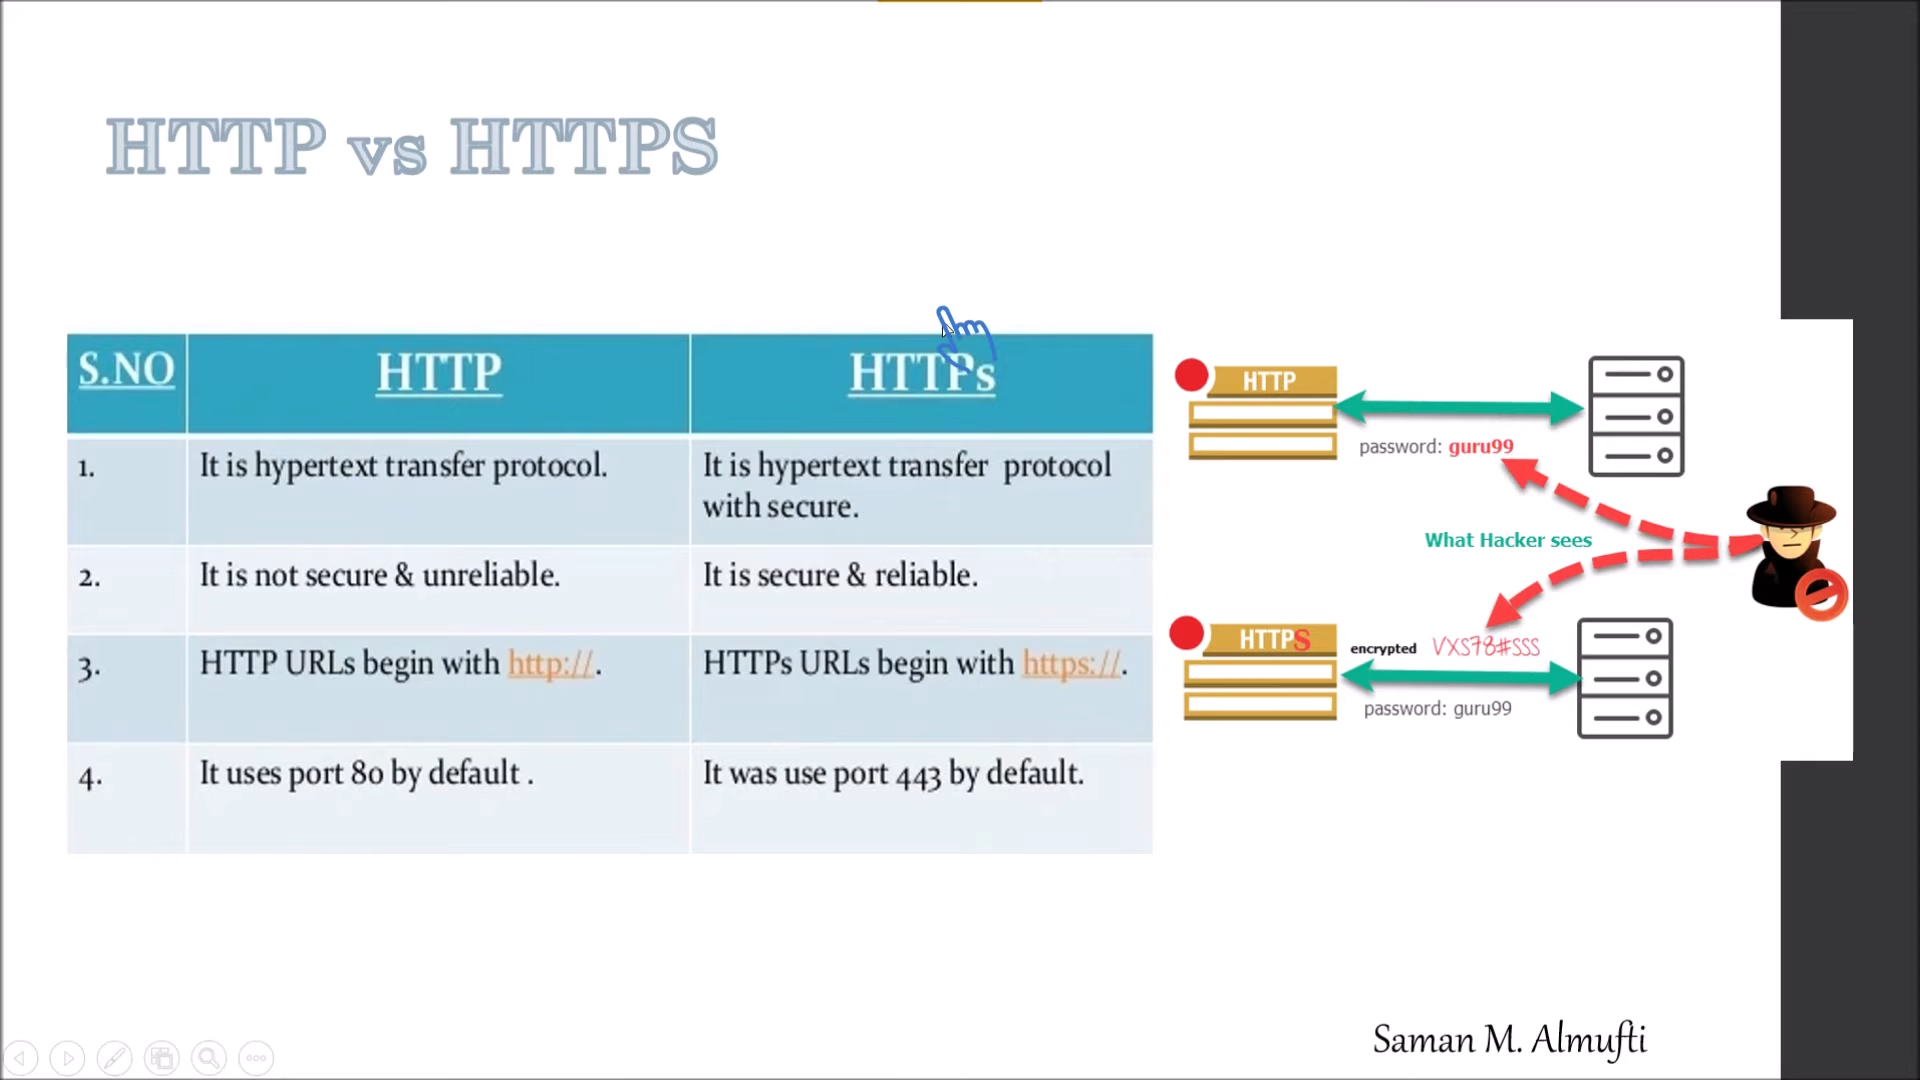 HTTP vs HTTPS
S.NO HTTP HTTPs
1. It is hypertext transfer protocol. It is hypertext transfer protocol
with secure.
2. It is not secure & unreliable. It is secure & reliable.
3. HTTP URLs begin with http://. HTTPs URLs begin with https://.
4. It uses port 80 by default . It was use port 443 by default.
HTTP
password: guru99
What Hacker sees
HTTPS encrypted VXS78#SSS
password: guru99
Saman M. Almufti